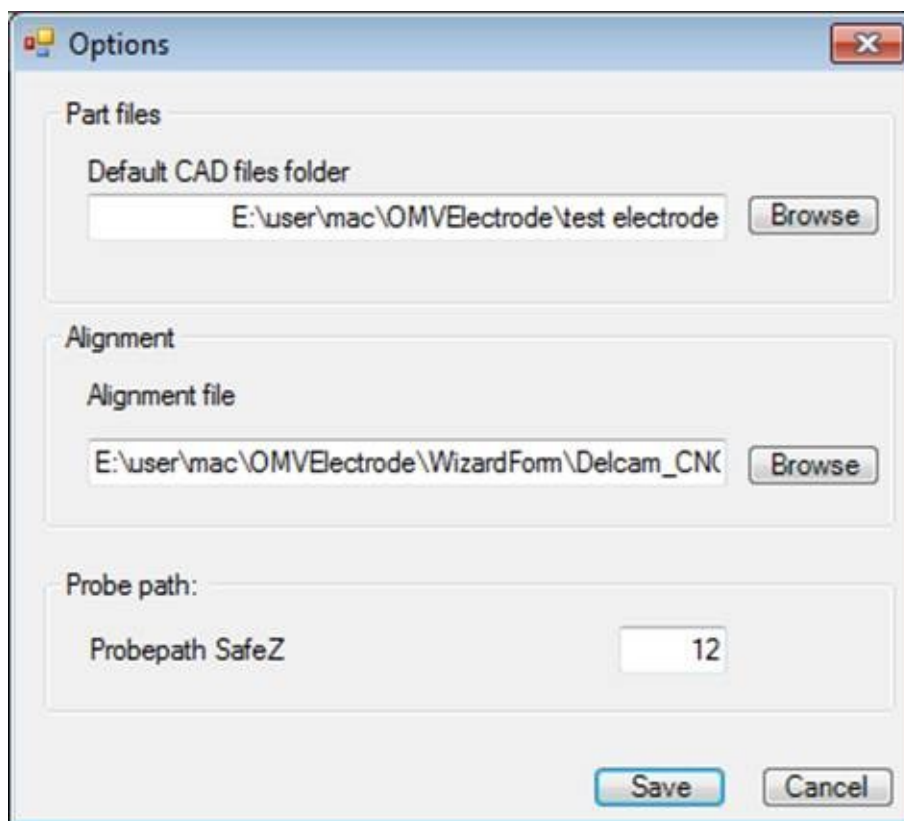 Options
Part files
Default CAD files folder
E:\user\mac\OMVElectrode\test electrode
Browse
Alignment
Alignment file
E:\user\mac\OMVElectrode\WizardForm\Delcam_CN
Browse
Probe path:
Probepath SafeZ
12
Save
Cancel